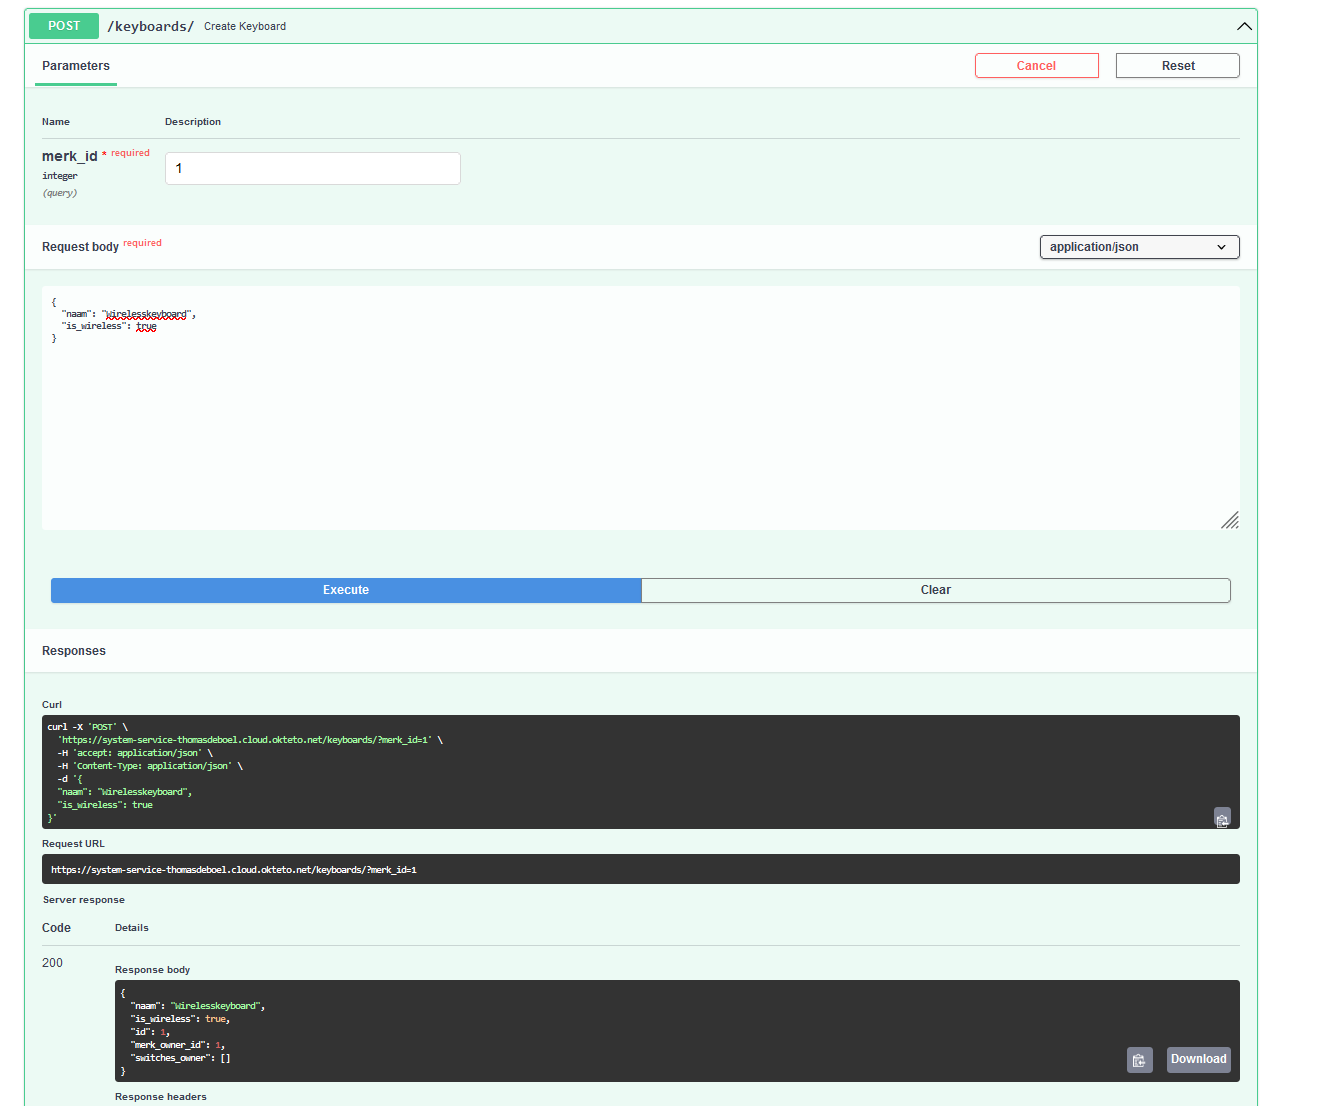 POST /keyboards/ Create Keyboard
Parameters
Cancel
Reset
Name Description
merk_id * required
integer
(query)
1
Request body required
application/json
{
  "naam": "Wirelesskeyboard",
  "is_wireless": true
}
Execute
Clear
Responses
Curl
curl -X 'POST' \
  'https://system-service-thomasdeboel.cloud.okteto.net/keyboards/?merk_id=1' \
  -H 'accept: application/json' \
  -H 'Content-Type: application/json' \
  -d '{
  "naam": "Wirelesskeyboard",
  "is_wireless": true
}'
Request URL
https://system-service-thomasdeboel.cloud.okteto.net/keyboards/?merk_id=1
Server response
Code Details
200
Response body
{
  "naam": "Wirelesskeyboard",
  "is_wireless": true,
  "id": 1,
  "merk_owner_id": 1,
  "switches_owner": []
}
Download
Response headers